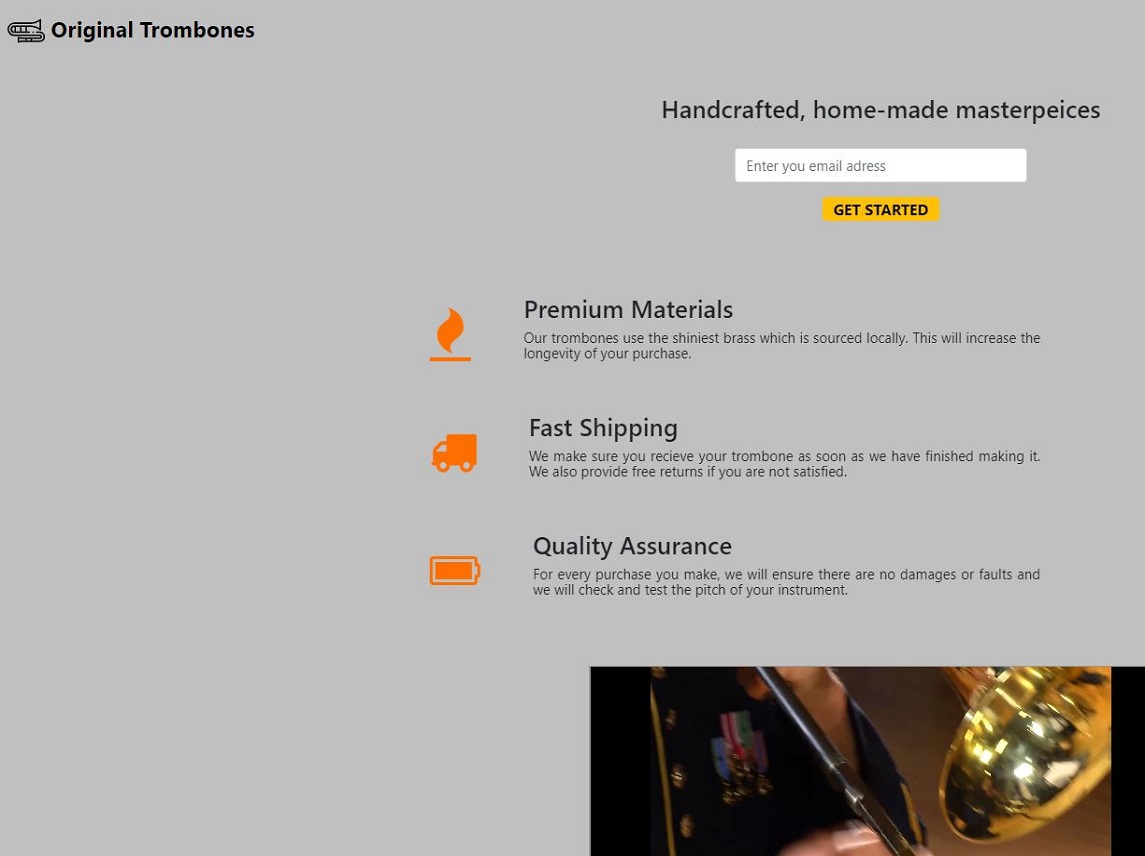 Original Trombones
Handcrafted, home-made masterpeices
Enter you email adress
GET STARTED
Premium Materials
Our trombones use the shiniest brass which is sourced locally. This will increase the
longevity of your purchase.
Fast Shipping
We make sure you recieve your trombone as soon as we have finished making it.
We also provide free returns if you are not satisfied.
Quality Assurance
For every purchase you make, we will ensure there are no damages or faults and
we will check and test the pitch of your instrument.